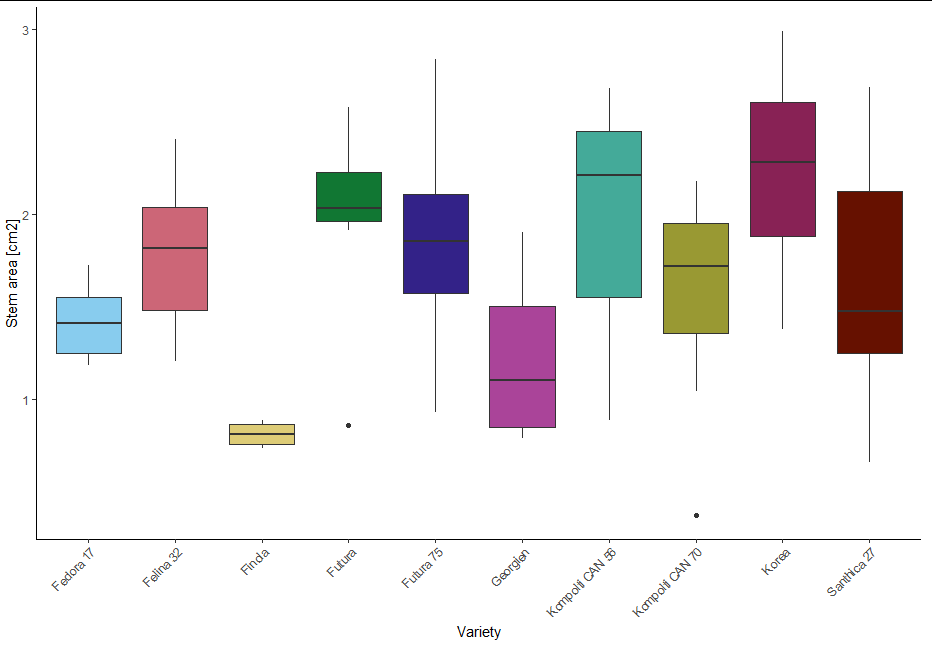 3
2
1
Stem area [cm2]
Fedora 17
Felina 32
Finola
Futura
Futura 75
Georgien
Kompolti CAN 56
Kompolti CAN 70
Korea
Santhica 27
Variety